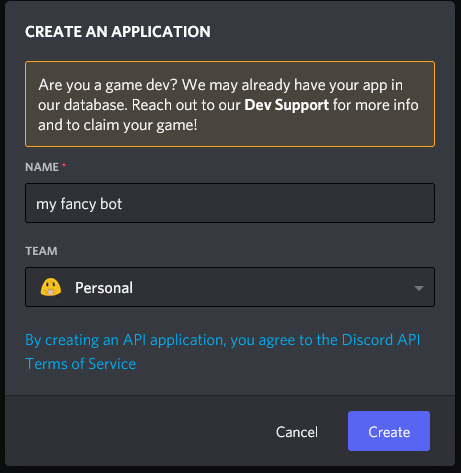 CREATE AN APPLICATION
Are you a game dev? We may already have your app in
our database. Reach out to our Dev Support for more info
and to claim your game!
NAME *
my fancy bot
TEAM
Personal
By creating an API application, you agree to the Discord API
Terms of Service
Cancel
Create